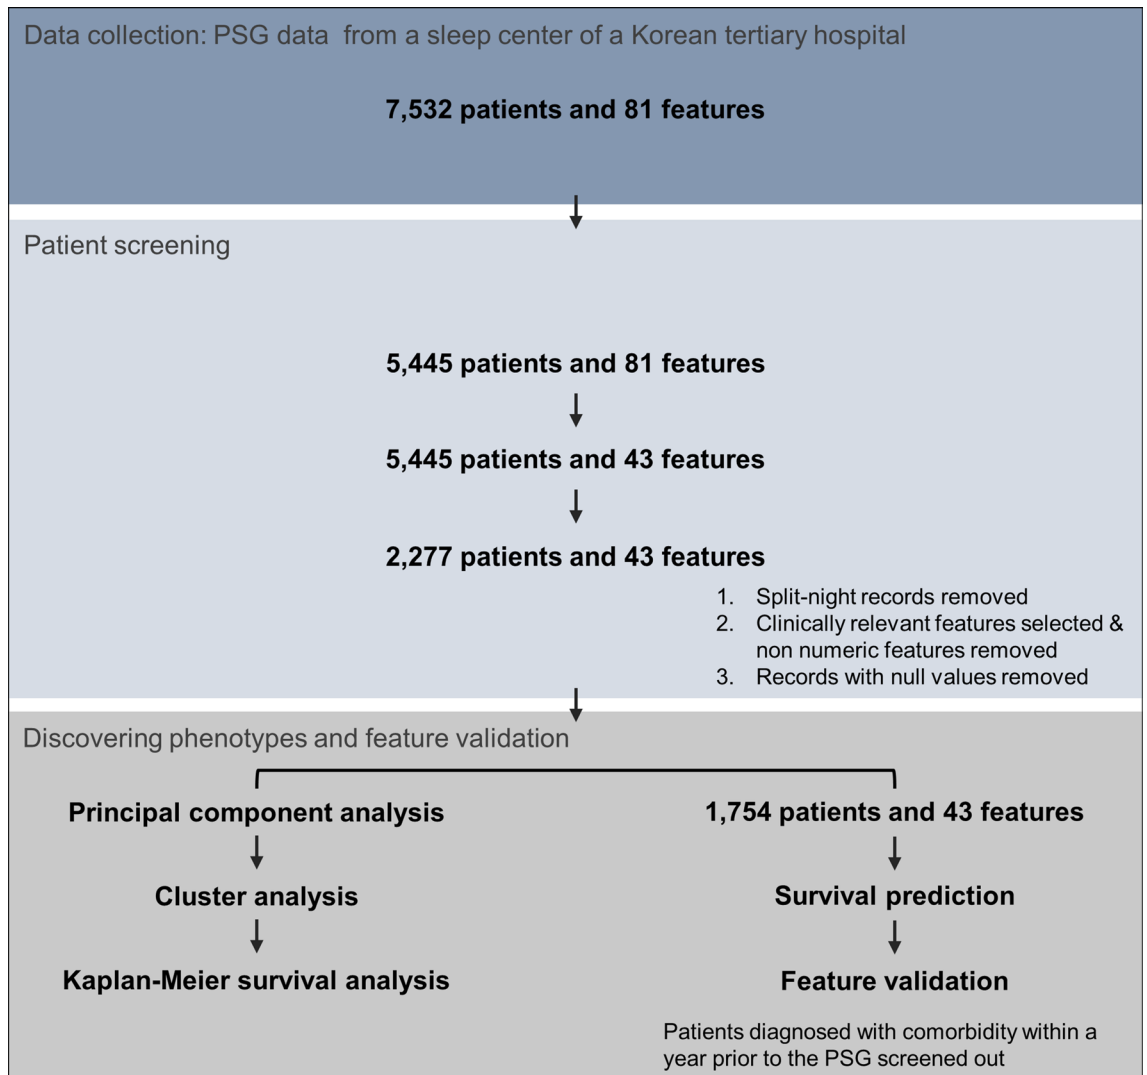 Data collection: PSG data from a sleep center of a Korean tertiary hospital
7,532 patients and 81 features
Patient screening
5,445 patients and 81 features
5,445 patients and 43 features
2,277 patients and 43 features
1. Split-night records removed
2. Clinically relevant features selected &
non numeric features removed
3. Records with null values removed
Discovering phenotypes and feature validation
Principal component analysis
Cluster analysis
Kaplan-Meier survival analysis
1,754 patients and 43 features
Survival prediction
Feature validation
Patients diagnosed with comorbidity within a
year prior to the PSG screened out